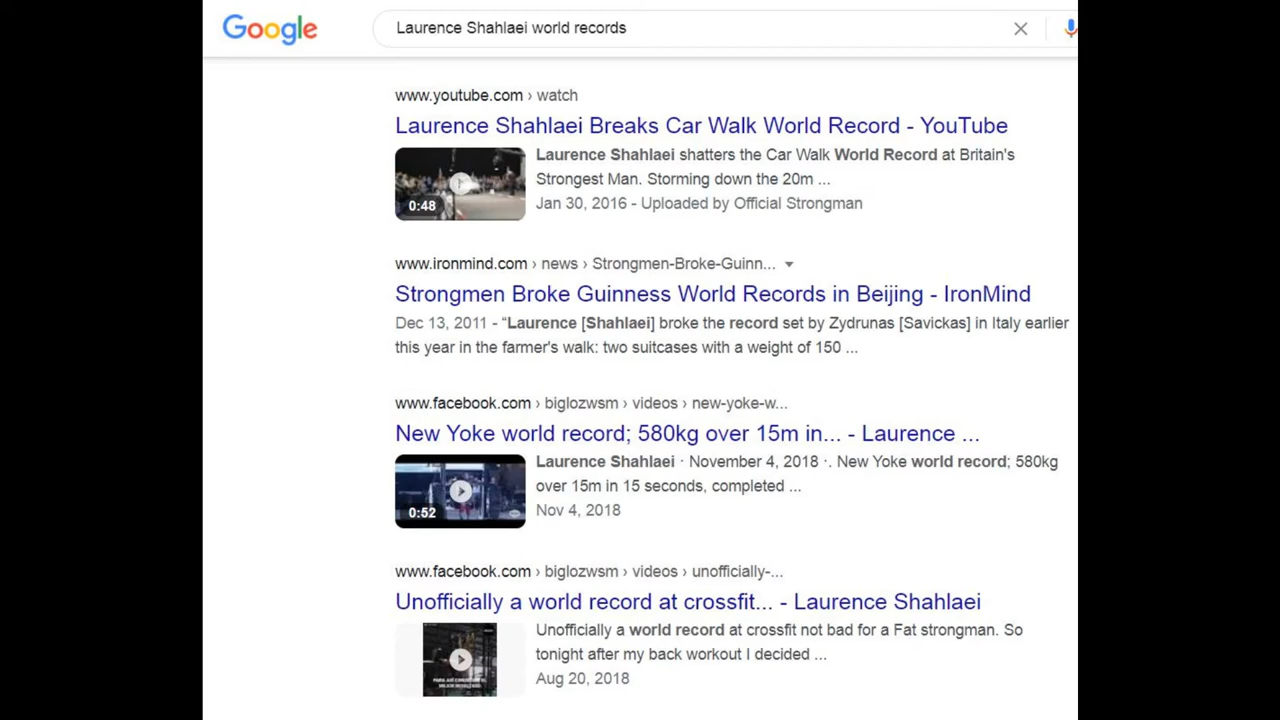 Google
Laurence Shahlaei world records
www.youtube.com › watch
Laurence Shahlaei Breaks Car Walk World Record - YouTube
Laurence Shahlaei shatters the Car Walk World Record at Britain's
Strongest Man. Storming down the 20m ...
0:48
Jan 30, 2016 - Uploaded by Official Strongman
www.ironmind.com › news › Strongmen-Broke-Guinn...
Strongmen Broke Guinness World Records in Beijing - IronMind
Dec 13, 2011 - “Laurence [Shahlaei] broke the record set by Zydrunas [Savickas] in Italy earlier
this year in the farmer's walk: two suitcases with a weight of 150 ...
www.facebook.com › biglozwsm › videos › new-yoke-w...
New Yoke world record; 580kg over 15m in... - Laurence ...
Laurence Shahlaei · November 4, 2018 ·. New Yoke world record; 580kg
over 15m in 15 seconds, completed ...
0:52
Nov 4, 2018
www.facebook.com › biglozwsm › videos › unofficially-...
Unofficially a world record at crossfit... - Laurence Shahlaei
Unofficially a world record at crossfit not bad for a Fat strongman. So
tonight after my back workout I decided ...
Aug 20, 2018